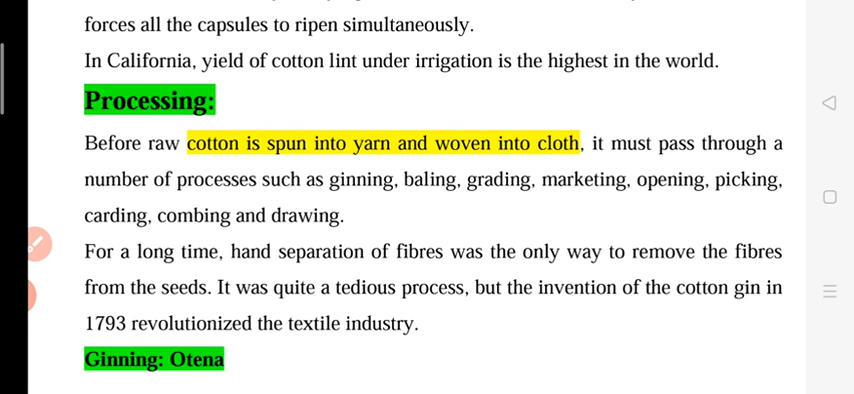 forces all the capsules to ripen simultaneously.
In California, yield of cotton lint under irrigation is the highest in the world.
Processing:
Before raw cotton is spun into yarn and woven into cloth, it must pass through a
number of processes such as ginning, baling, grading, marketing, opening, picking,
carding, combing and drawing.
For a long time, hand separation of fibres was the only way to remove the fibres
from the seeds. It was quite a tedious process, but the invention of the cotton gin in
1793 revolutionized the textile industry.
Ginning: Otena